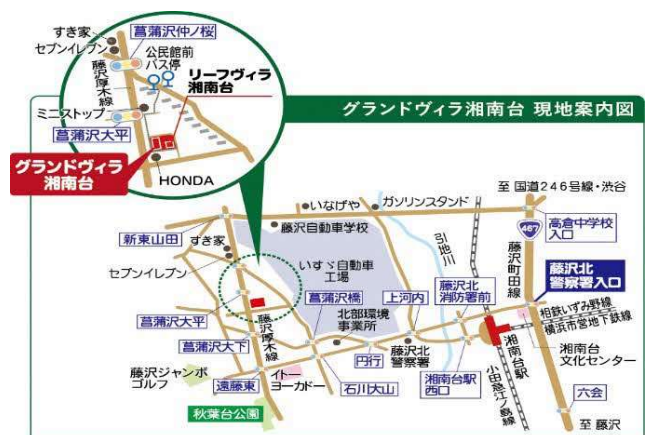 すき家
セブンイレブン
菖蒲沢仲ノ桜
公民館前
バス停
藤沢厚木線
リーフヴィラ
湘南台
ミニストップ
菖蒲沢大平
グランドヴィラ
湘南台
HONDA
グランドヴィラ湘南台 現地案内図
至 国道246号線・渋谷
いなげや
ガソリンスタンド
新東山田
藤沢自動車学校
高倉中学校
入口
467
すき家
セブンイレブン
いすゞ自動車
工場
引地川
藤沢町田線
藤沢北
警察署入口
菖蒲沢橋
上河内
藤沢北
消防署前
相鉄いずみ野線
横浜市営地下鉄線
菖蒲沢大平
藤沢厚木線
北部環境
事業所
湘南台駅
湘南台
文化センター
菖蒲沢大下
円行
藤沢北
警察署
藤沢ジャンボ
ゴルフ
遠藤東
イトー
ヨーカドー
石川大山
湘南台駅
西口
小田急江ノ島線
六会
秋葉台公園
至 藤沢